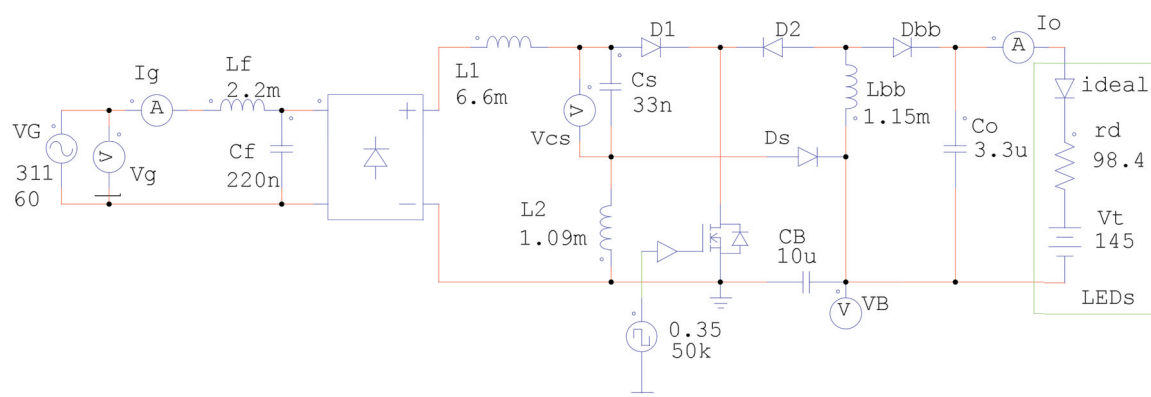 VG
311
60
Vg
Ig
A
V
Lf
2.2m
Cf
220n
+
−
L1
6.6m
V
Vcs
Cs
33n
D1
D2
Dbb
Io
A
L2
1.09m
Ds
Lbb
1.15m
Co
3.3u
ideal
rd
98.4
Vt
145
LEDs
CB
10u
V
VB
0.35
50k